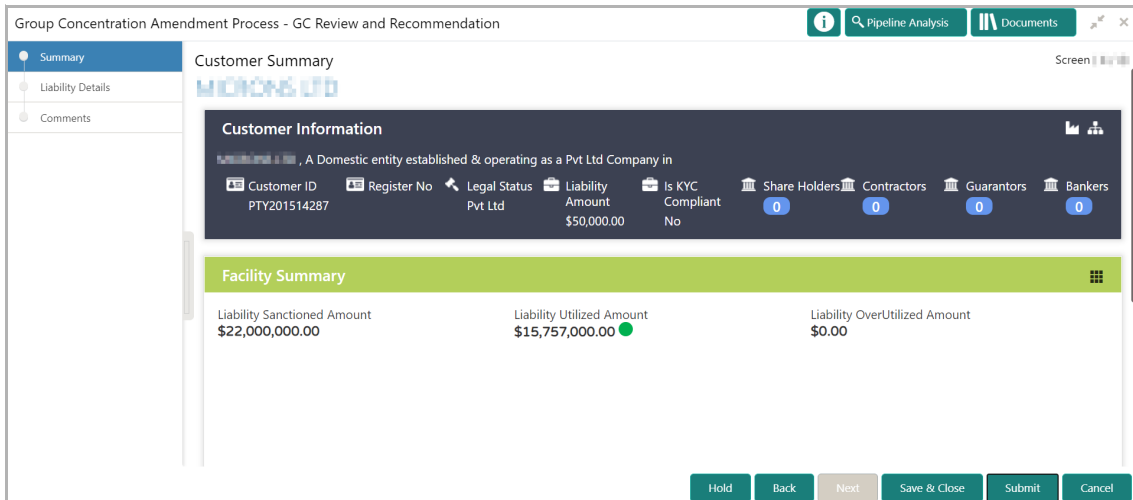 Group Concentration Amendment Process - GC Review and Recommendation
i
Pipeline Analysis
Documents
Summary
Liability Details
Comments
Customer Summary
Screen
Customer Information
, A Domestic entity established & operating as a Pvt Ltd Company in
Customer ID
PTY201514287
Register No
Legal Status
Pvt Ltd
Liability
Amount
$50,000.00
Is KYC
Compliant
No
Share Holders
0
Contractors
0
Guarantors
0
Bankers
0
Facility Summary
Liability Sanctioned Amount
$22,000,000.00
Liability Utilized Amount
$15,757,000.00
Liability OverUtilized Amount
$0.00
Hold
Back
Next
Save & Close
Submit
Cancel